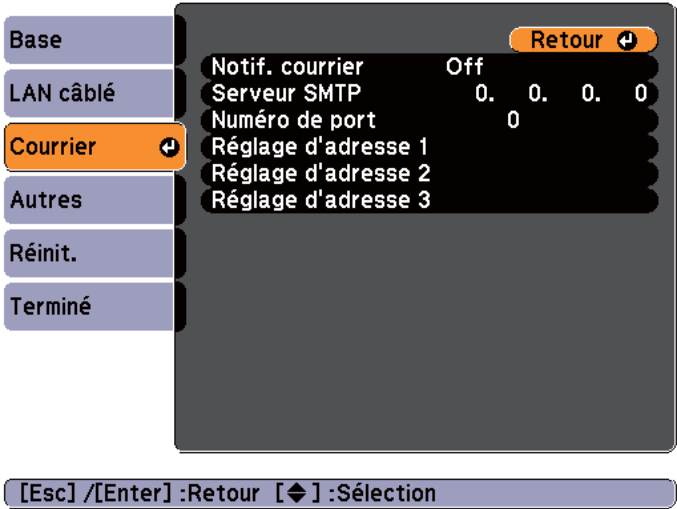 Base
LAN câblé
Courrier
Autres
Réinit.
Terminé
Retour
Notif. courrier Off
Serveur SMTP 0. 0. 0. 0
Numéro de port 0
Réglage d'adresse 1
Réglage d'adresse 2
Réglage d'adresse 3
[Esc] /[Enter] :Retour [◆] :Sélection